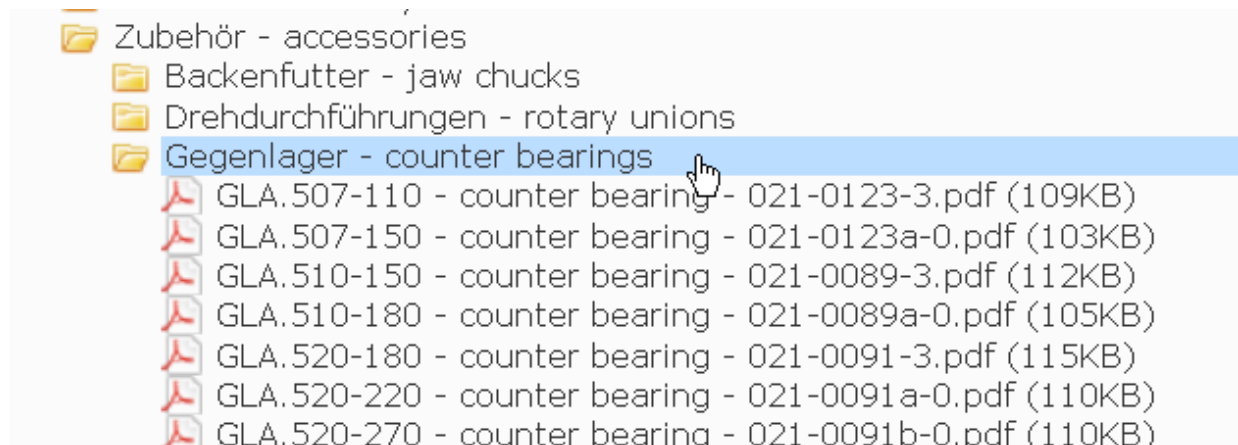 Zubehör - accessories
Backenfutter - jaw chucks
Drehdurchführungen - rotary unions
Gegenlager - counter bearings
GLA.507-110 - counter bearing - 021-0123-3.pdf (109KB)
GLA.507-150 - counter bearing - 021-0123a-0.pdf (103KB)
GLA.510-150 - counter bearing - 021-0089-3.pdf (112KB)
GLA.510-180 - counter bearing - 021-0089a-0.pdf (105KB)
GLA.520-180 - counter bearing - 021-0091-3.pdf (115KB)
GLA.520-220 - counter bearing - 021-0091a-0.pdf (110KB)
GLA.520-270 - counter bearing - 021-0091b-0.pdf (110KB)